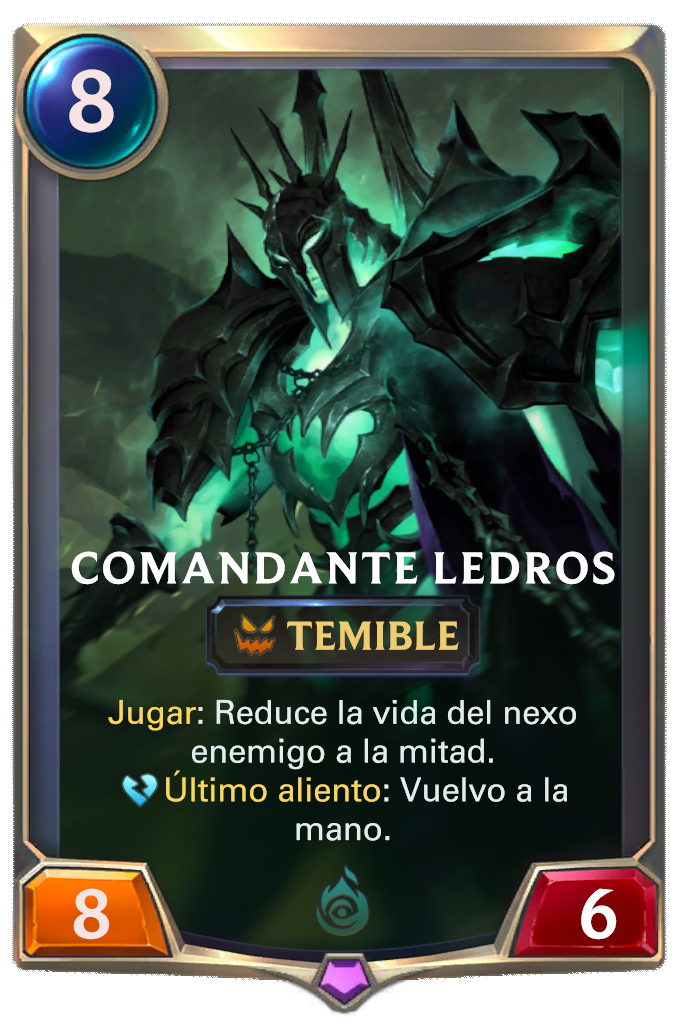 8
COMANDANTE LEDROS
TEMIBLE
Jugar: Reduce la vida del nexo
enemigo a la mitad.
Último aliento: Vuelvo a la
mano.
8
6